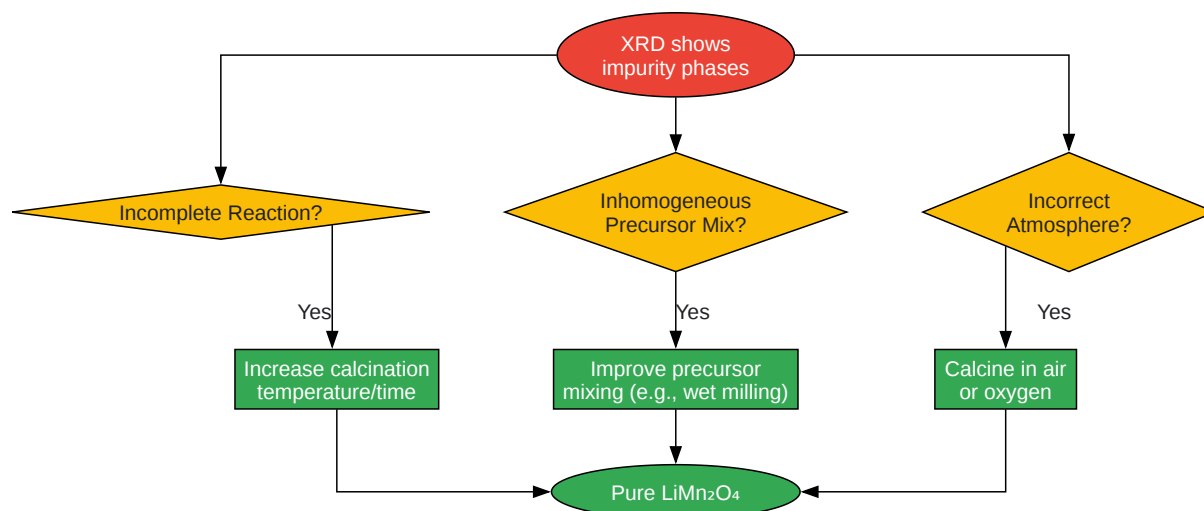 XRD shows
impurity phases
Incomplete Reaction?
Inhomogeneous
Precursor Mix?
Incorrect
Atmosphere?
Yes
Yes
Yes
Increase calcination
temperature/time
Improve precursor
mixing (e.g., wet milling)
Calcine in air
or oxygen
Pure LiMn₂O₄